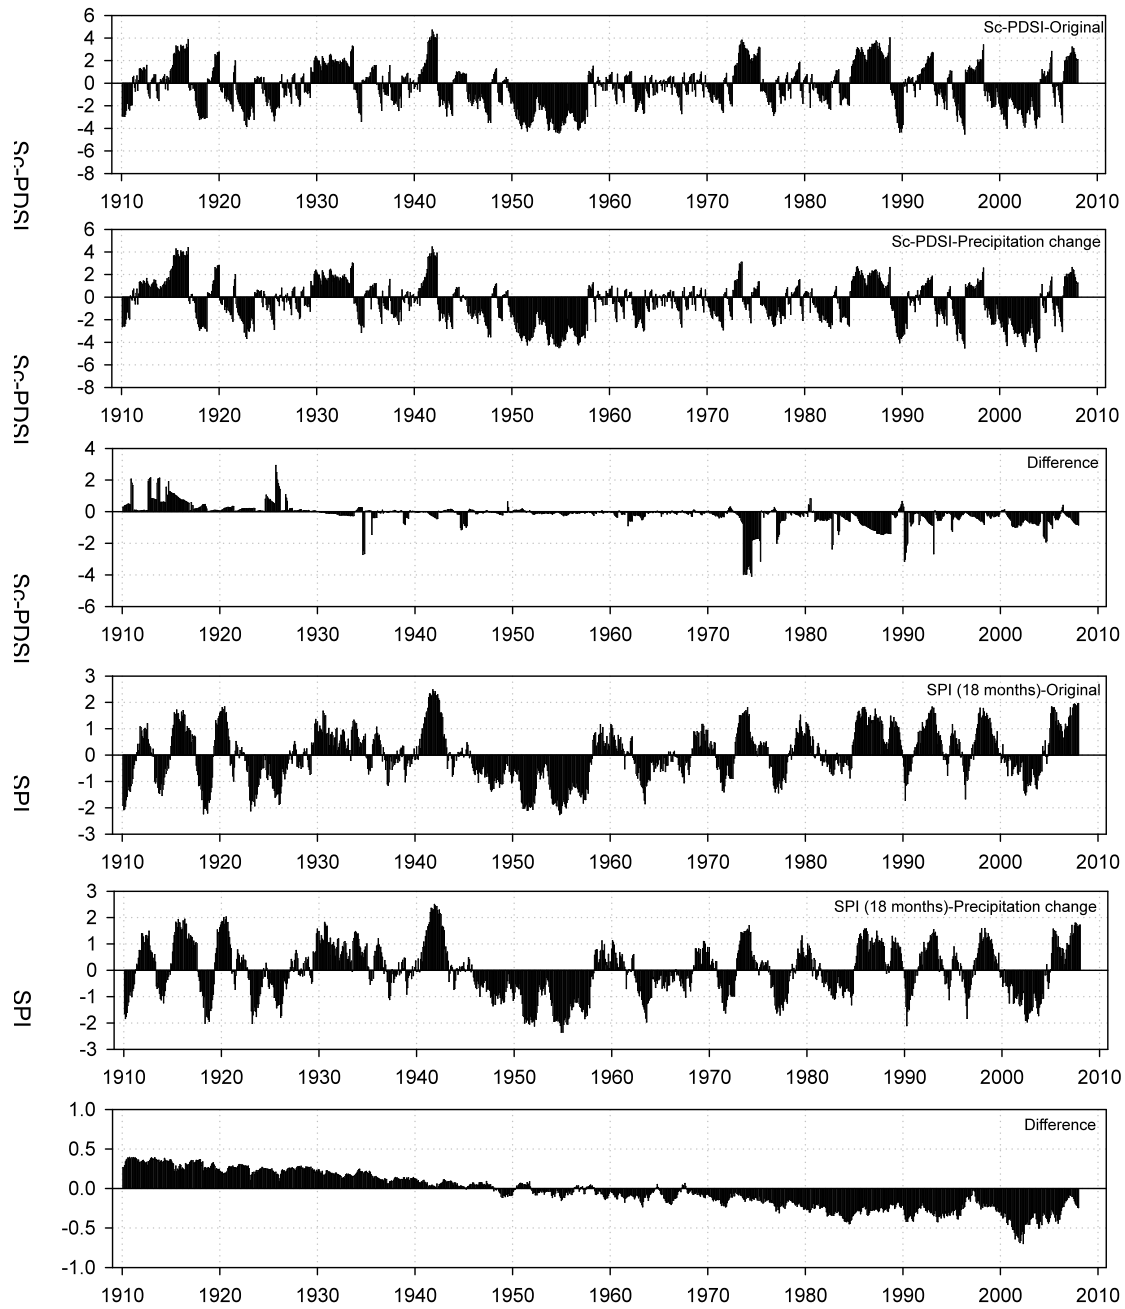 Sc-PDSI
6
4
2
0
-2
-4
-6
-8
Sc-PDSI-Original
1910 1920 1930 1940 1950 1960 1970 1980 1990 2000 2010
Sc-PDSI
6
4
2
0
-2
-4
-6
-8
Sc-PDSI-Precipitation change
1910 1920 1930 1940 1950 1960 1970 1980 1990 2000 2010
Sc-PDSI
4
2
0
-2
-4
-6
Difference
1910 1920 1930 1940 1950 1960 1970 1980 1990 2000 2010
SPI
3
2
1
0
-1
-2
-3
SPI (18 months)-Original
1910 1920 1930 1940 1950 1960 1970 1980 1990 2000 2010
SPI
3
2
1
0
-1
-2
-3
SPI (18 months)-Precipitation change
1910 1920 1930 1940 1950 1960 1970 1980 1990 2000 2010
1.0
0.5
0.0
-0.5
-1.0
Difference
1910 1920 1930 1940 1950 1960 1970 1980 1990 2000 2010